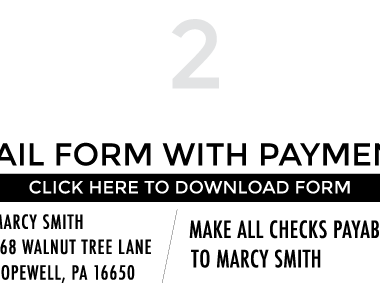 2
AIL FORM WITH PAYMEN
CLICK HERE TO DOWNLOAD FORM
MARCY SMITH
68 WALNUT TREE LANE
OPEWELL, PA 16650
MAKE ALL CHECKS PAYAB
TO MARCY SMITH